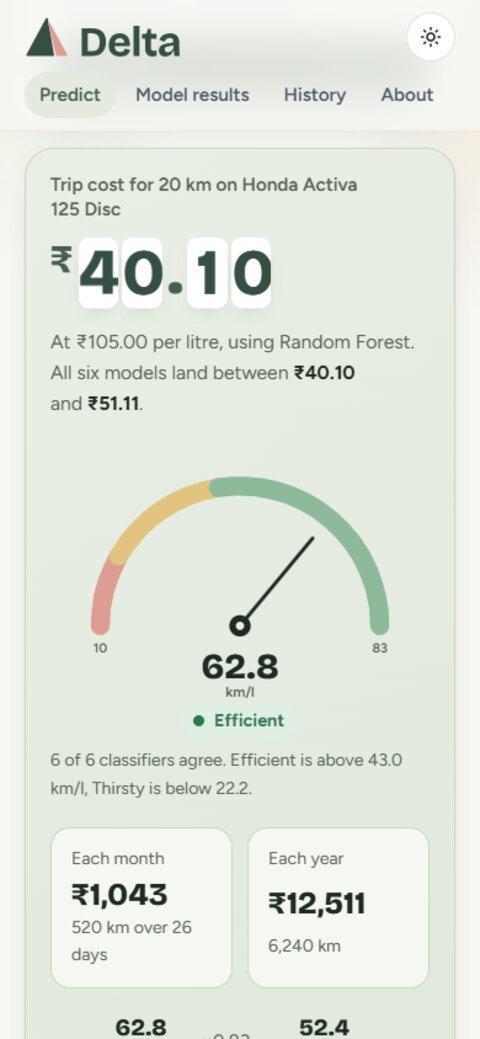 Delta
Predict Model results History About
Trip cost for 20 km on Honda Activa
125 Disc
₹40.10
At ₹105.00 per litre, using Random Forest.
All six models land between ₹40.10
and ₹51.11.
10 83
62.8
km/l
Efficient
6 of 6 classifiers agree. Efficient is above 43.0
km/l, Thirsty is below 22.2.
Each month
₹1,043
520 km over 26
days
Each year
₹12,511
6,240 km
62.8 52.4